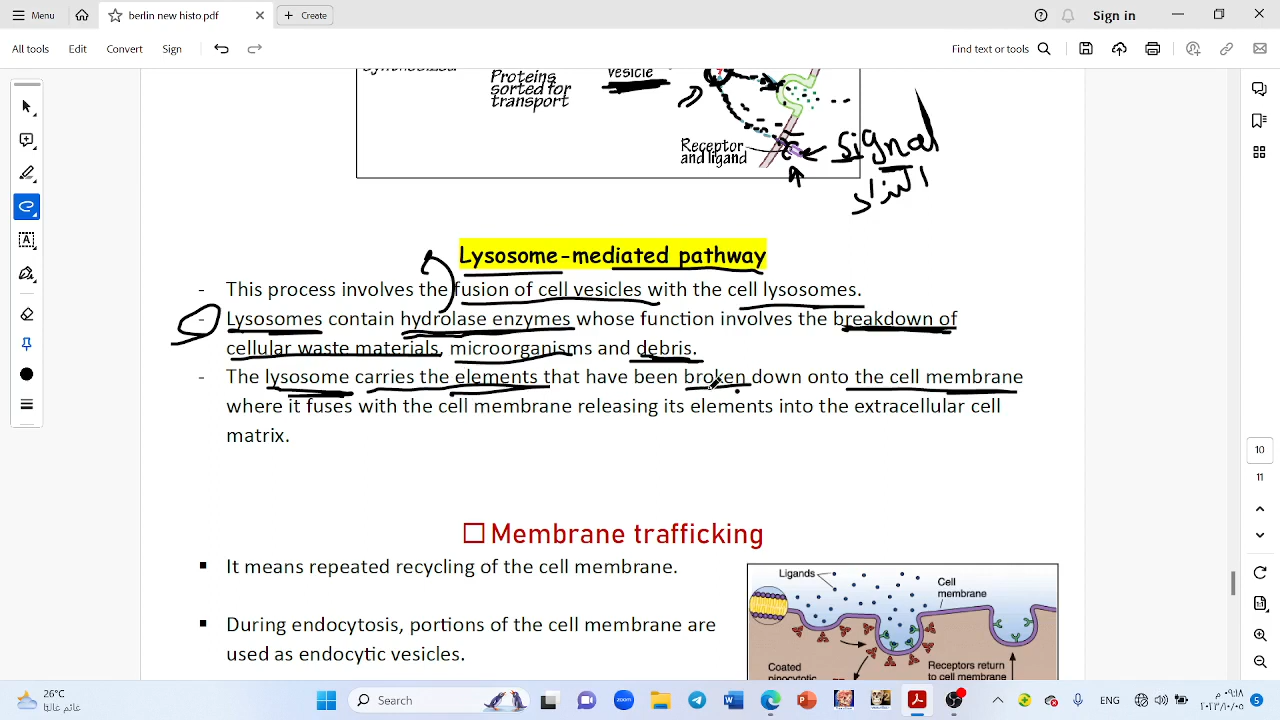 Menu
berlin new histo pdf
Create
Sign in
All tools
Edit
Convert
Sign
Find text or tools
Proteins
sorted for
transport
vesicle
Receptor
and ligand
Signal
Lysosome-mediated pathway
- This process involves the fusion of cell vesicles with the cell lysosomes.
- Lysosomes contain hydrolase enzymes whose function involves the breakdown of
cellular waste materials, microorganisms and debris.
- The lysosome carries the elements that have been broken down onto the cell membrane
where it fuses with the cell membrane releasing its elements into the extracellular cell
matrix.
Membrane trafficking
It means repeated recycling of the cell membrane.
During endocytosis, portions of the cell membrane are
used as endocytic vesicles.
Ligands
Cell
membrane
Coated
pinocytotic
Receptors return
to cell membrane
10
11
26°C
Search
zoom
ENG
5